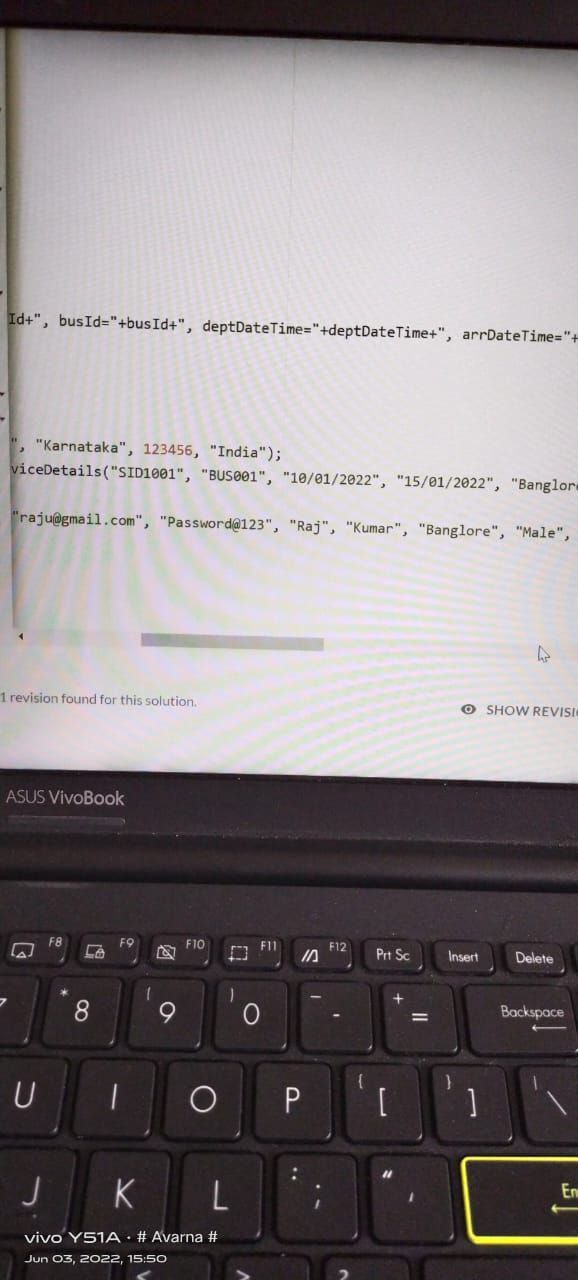 Id+", busId="+busId+", deptDateTime="+deptDateTime+", arrDateTime="+
", "Karnataka", 123456, "India");
viceDetails("SID1001", "BUS001", "10/01/2022", "15/01/2022", "Banglore
"raju@gmail.com", "Password@123", "Raj", "Kumar", "Banglore", "Male",
1 revision found for this solution.
SHOW REVISI
ASUS VivoBook
F8 F9 F10 F11 F12 Prt Sc Insert Delete
* 8 ( 9 ) 0 _ - + = Backspace
U I O P { [ } ] | \
J K L : ; " ' En
< > ?
vivo Y51A · # Avarna #
Jun 03, 2022, 15:50